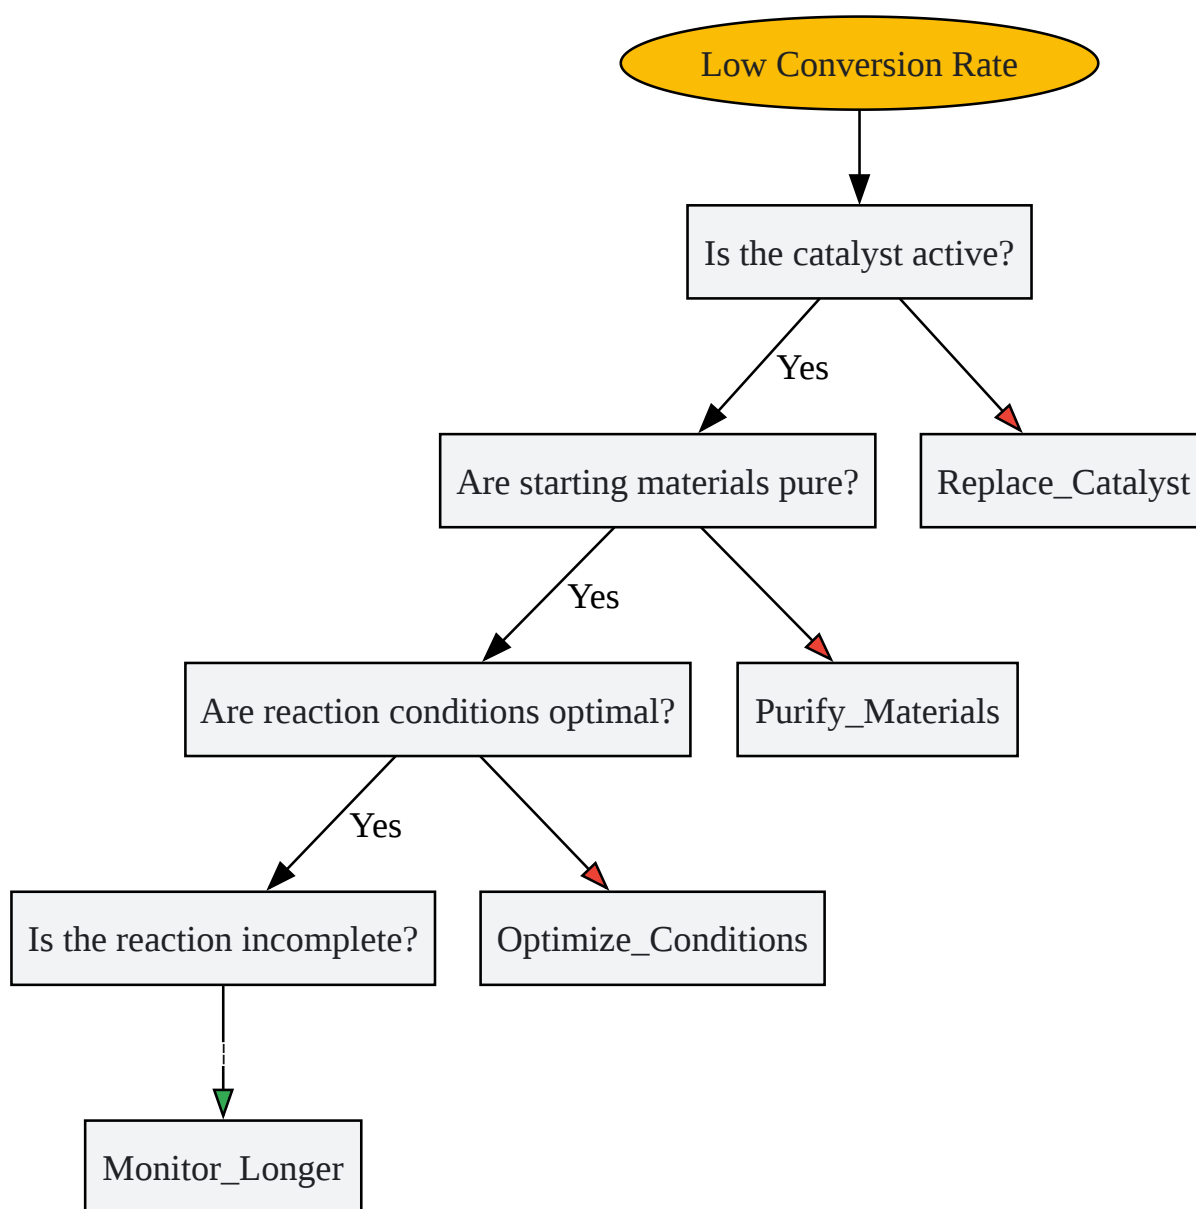 Low Conversion Rate
Is the catalyst active?
Yes
Are starting materials pure?
Replace_Catalyst
Yes
Are reaction conditions optimal?
Purify_Materials
Yes
Is the reaction incomplete?
Optimize_Conditions
Monitor_Longer